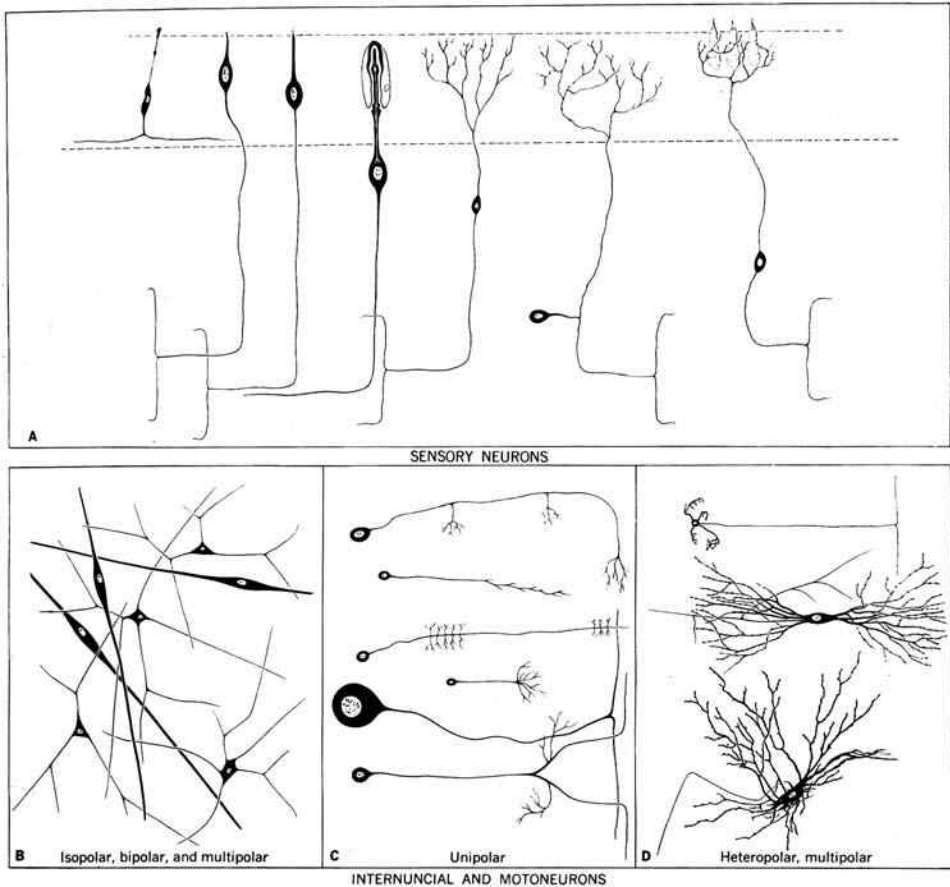 A
SENSORY NEURONS
B Isopolar, bipolar, and multipolar
C Unipolar
D Heteropolar, multipolar
INTERNUNCIAL AND MOTONEURONS